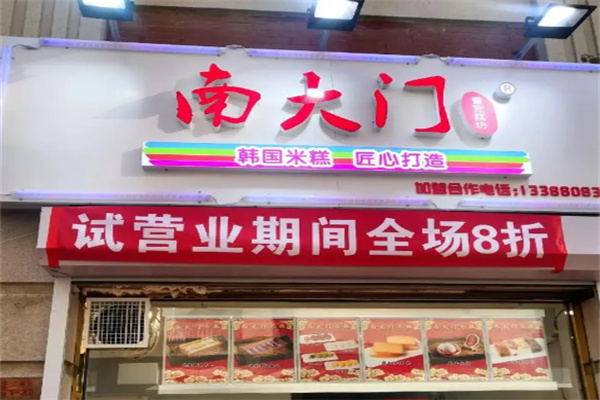 南大门
®
韩国米糕 匠心打造
加盟合作电话:13388083
试营业期间全场8折